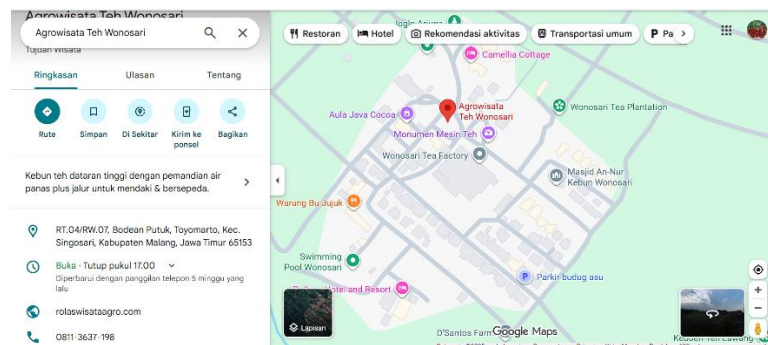 Agrowisata Teh Wonosari
Agrowisata Teh Wonosari
Tujuan Wisata
Ringkasan
Ulasan
Tentang
Rute
Simpan
Di Sekitar
Kirim ke
ponsel
Bagikan
Kebun teh dataran tinggi dengan pemandian air
panas plus jalur untuk mendaki & bersepeda.
RT.04/RW.07, Bodean Putuk, Toyomarto, Kec.
Singosari, Kabupaten Malang, Jawa Timur 65153
Buka · Tutup pukul 17.00
Diperbarui dengan panggilan telepon 5 minggu yang
lalu
rolaswisataagro.com
0811-3637-198
Restoran
Hotel
Rekomendasi aktivitas
Transportasi umum
P Pa
Camellia Cottage
Aula Java Cocoa
Agrowisata
Teh Wonosari
Monumen Mesin Teh
Wonosari Tea Plantation
Wonosari Tea Factory
Masjid An-Nur
Kebun Wonosari
Warung Bu Jujuk
Swimming
Pool Wonosari
Hotel and Resort
P Parkir budug asu
Lapisan
D'Santos Farm
Google Maps